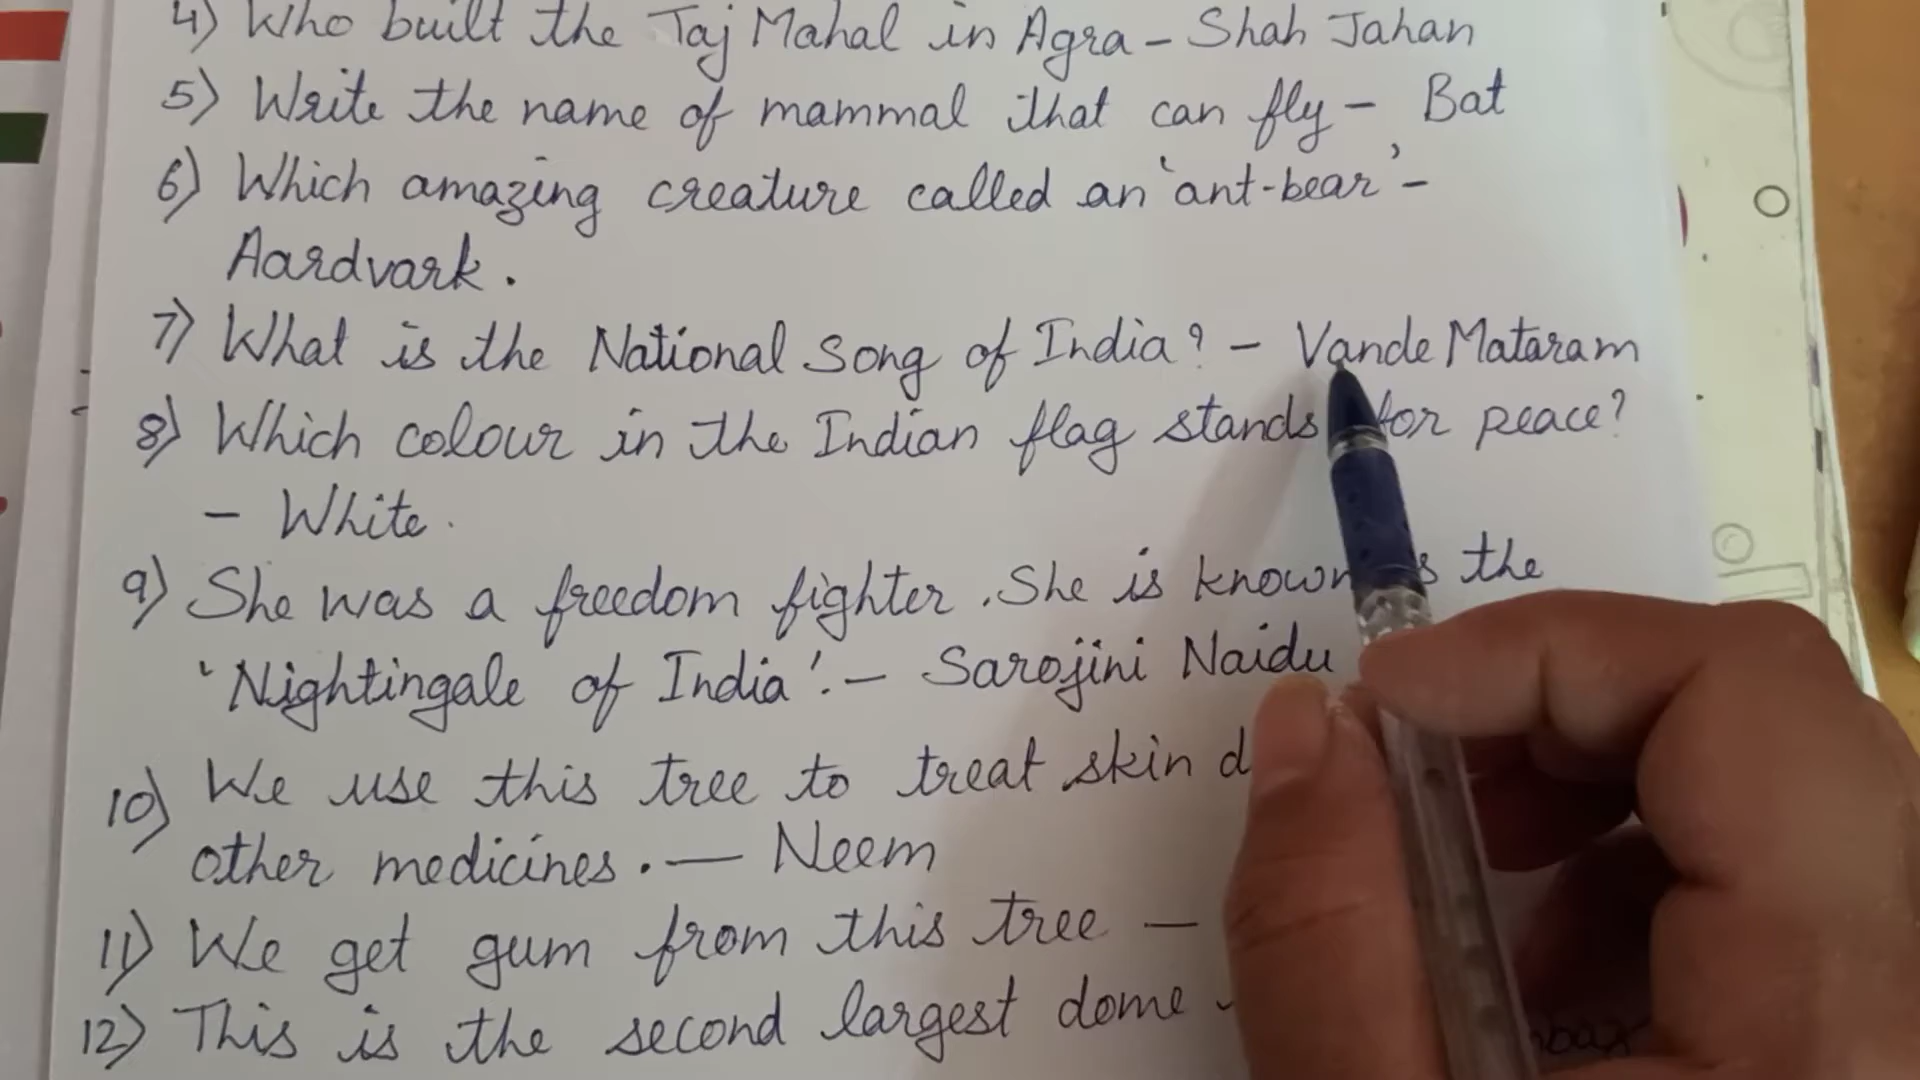 4) Who built the Taj Mahal in Agra - Shah Jahan
5) Write the name of mammal that can fly - Bat
6) Which amazing creature called an 'ant-bear' -
Aardvark.
7) What is the National Song of India? - Vande Mataram
8) Which colour in the Indian flag stands for peace?
- White.
9) She was a freedom fighter. She is known the
'Nightingale of India'. - Sarojini Naidu
10) We use this tree to treat skin
other medicines. — Neem
11) We get gum from this tree —
12) This is the second largest dome